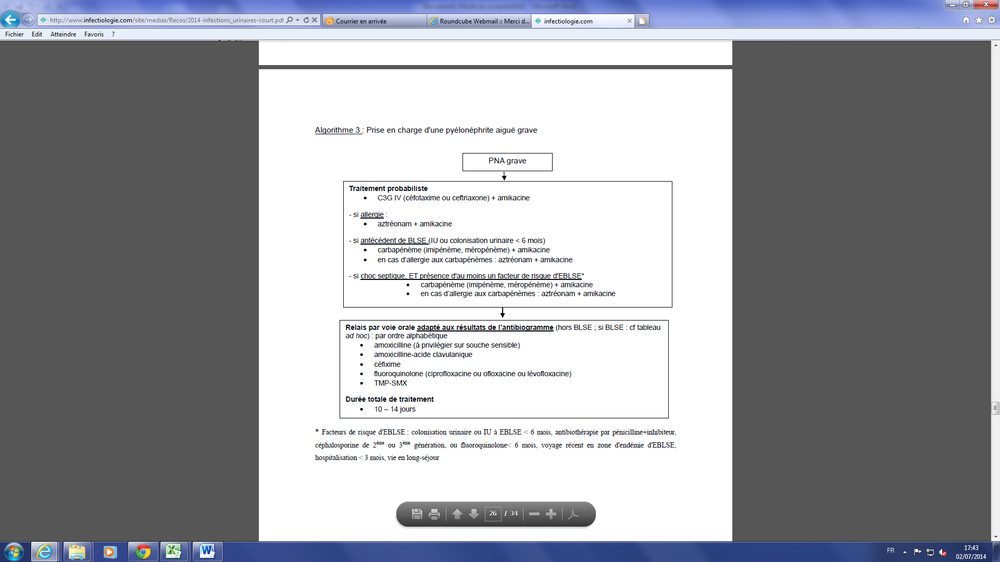 http://www.infectiologie.com/site/medias/Recos/2014-infections_urinaires-court.pdf
Courrier en arrivée
Roundcube Webmail :: Merci d...
infectiologie.com
Fichier Edit Atteindre Favoris ?
Algorithme 3 : Prise en charge d'une pyélonéphrite aiguë grave
PNA grave
Traitement probabiliste
• C3G IV (céfotaxime ou ceftriaxone) + amikacine
- si allergie :
• aztréonam + amikacine
- si antécédent de BLSE (IU ou colonisation urinaire < 6 mois)
• carbapénème (imipénème, méropénème) + amikacine
• en cas d'allergie aux carbapénèmes : aztréonam + amikacine
- si choc septique, ET présence d'au moins un facteur de risque d'EBLSE*
• carbapénème (imipénème, méropénème) + amikacine
• en cas d'allergie aux carbapénèmes : aztréonam + amikacine
Relais par voie orale adapté aux résultats de l'antibiogramme (hors BLSE ; si BLSE : cf tableau
ad hoc) : par ordre alphabétique
• amoxicilline (à privilégier sur souche sensible)
• amoxicilline-acide clavulanique
• céfixime
• fluoroquinolone (ciprofloxacine ou ofloxacine ou lévofloxacine)
• TMP-SMX
Durée totale de traitement
• 10 – 14 jours
* Facteurs de risque d'EBLSE : colonisation urinaire ou IU à EBLSE < 6 mois, antibiothérapie par pénicilline+inhibiteur,
céphalosporine de 2ème ou 3ème génération, ou fluoroquinolone< 6 mois, voyage récent en zone d'endémie d'EBLSE,
hospitalisation < 3 mois, vie en long-séjour
26 / 34
FR
17:43
02/07/2014